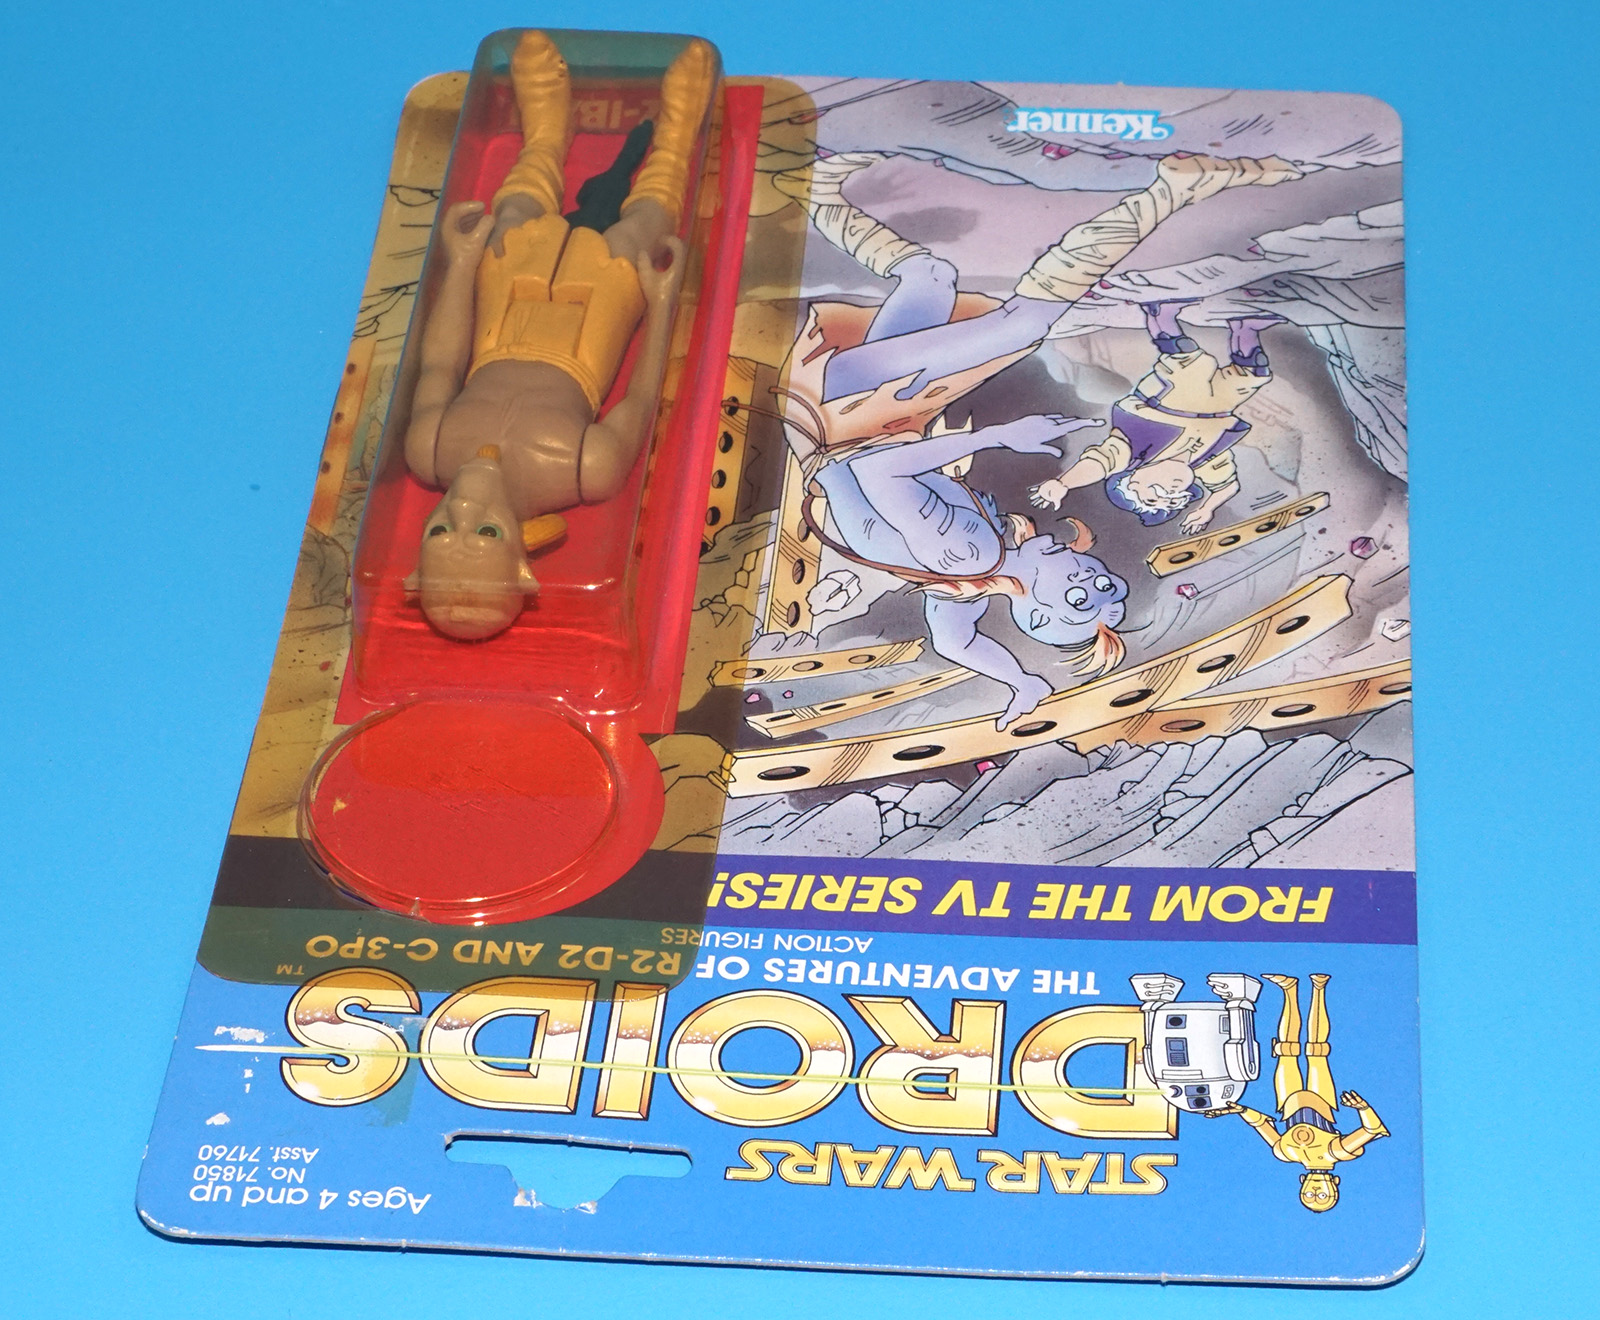 Ages 4 and up
No. 71850
Asst. 71760
STAR WARS
DROIDS
TM
THE ADVENTURES OF R2-D2 AND C-3PO
ACTION FIGURES
FROM THE TV SERIES!
Kenner